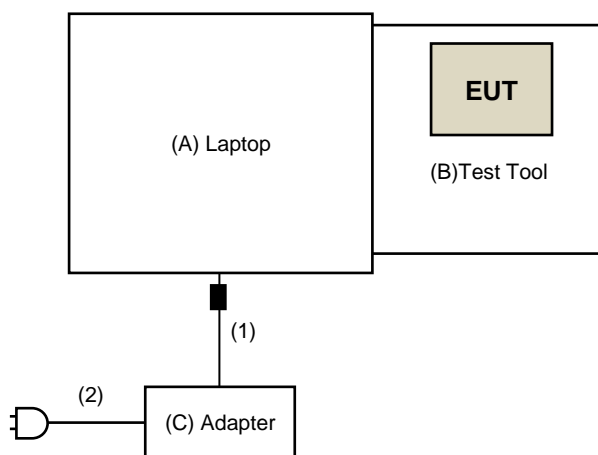 EUT
(A) Laptop
(B)Test Tool
(1)
(2)
(C) Adapter